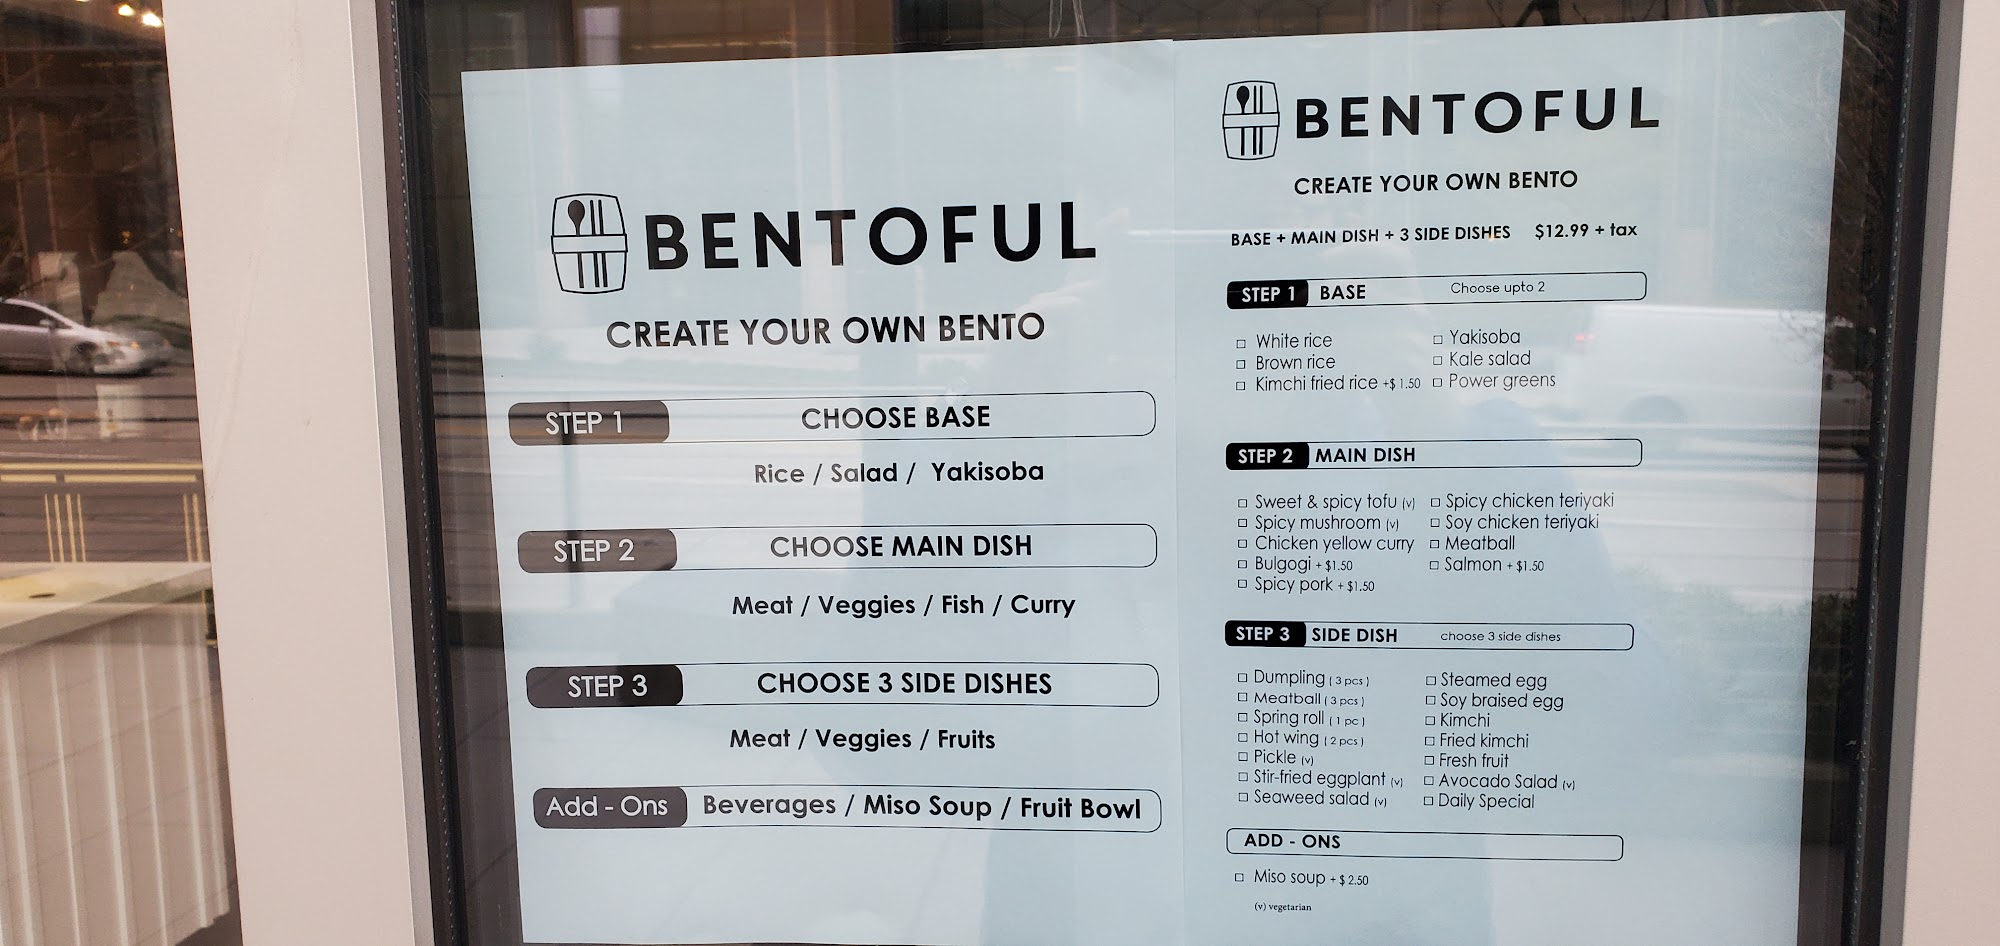 BENTOFUL
CREATE YOUR OWN BENTO
STEP 1 CHOOSE BASE
Rice / Salad / Yakisoba
STEP 2 CHOOSE MAIN DISH
Meat / Veggies / Fish / Curry
STEP 3 CHOOSE 3 SIDE DISHES
Meat / Veggies / Fruits
Add - Ons Beverages / Miso Soup / Fruit Bowl
BENTOFUL
CREATE YOUR OWN BENTO
BASE + MAIN DISH + 3 SIDE DISHES $12.99 + tax
STEP 1 BASE Choose upto 2
White rice
Brown rice
Kimchi fried rice +$ 1.50
Yakisoba
Kale salad
Power greens
STEP 2 MAIN DISH
Sweet & spicy tofu (v)
Spicy mushroom (v)
Chicken yellow curry
Bulgogi + $1.50
Spicy pork + $1.50
Spicy chicken teriyaki
Soy chicken teriyaki
Meatball
Salmon + $1.50
STEP 3 SIDE DISH choose 3 side dishes
Dumpling ( 3 pcs )
Meatball ( 3 pcs )
Spring roll ( 1 pc )
Hot wing ( 2 pcs )
Pickle (v)
Stir-fried eggplant (v)
Seaweed salad (v)
Steamed egg
Soy braised egg
Kimchi
Fried kimchi
Fresh fruit
Avocado Salad (v)
Daily Special
ADD - ONS
Miso soup + $ 2.50
(v) vegetarian